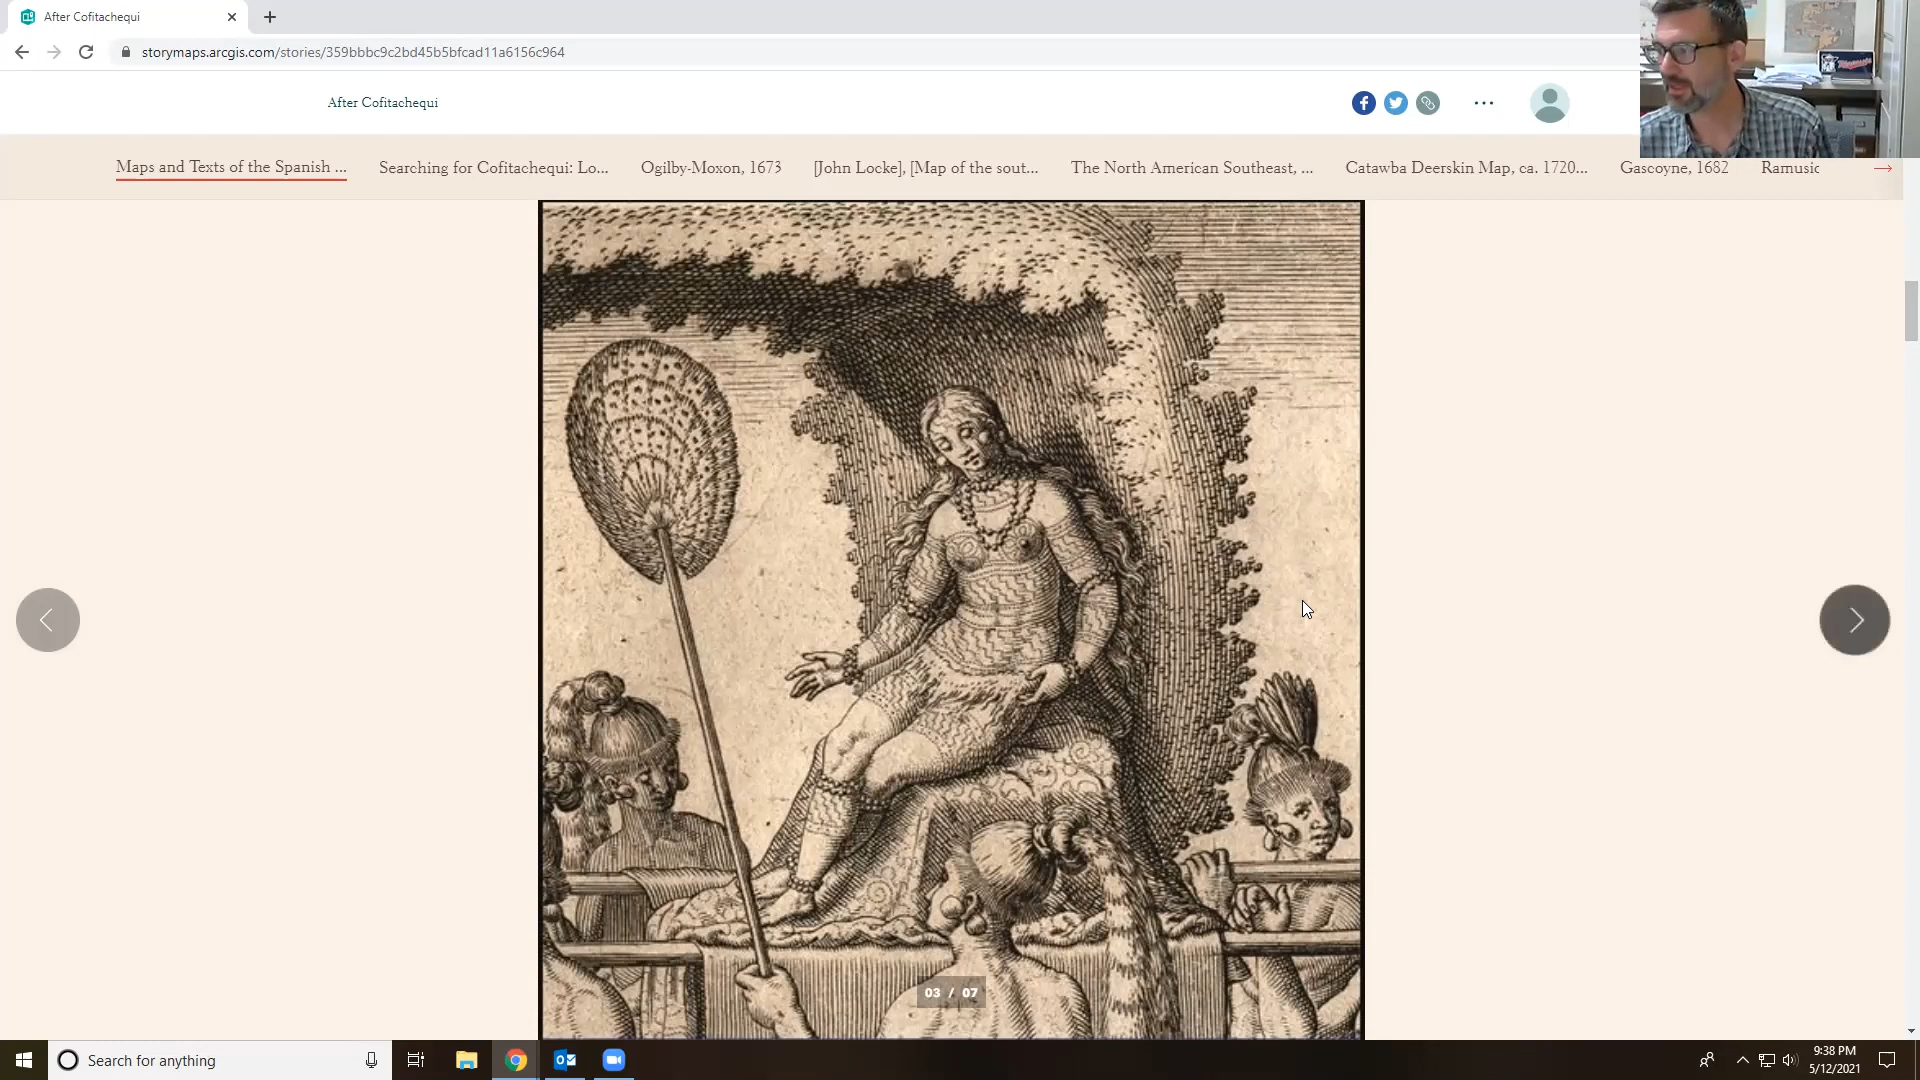 After Cofitachequi
storymaps.arcgis.com/stories/359bbbc9c2bd45b5bfcad11a6156c964
After Cofitachequi
Maps and Texts of the Spanish ...
Searching for Cofitachequi: Lo...
Ogilby-Moxon, 1673
[John Locke], [Map of the sout...
The North American Southeast, ...
Catawba Deerskin Map, ca. 1720...
Gascoyne, 1682
Ramusic
03 / 07
Search for anything
9:38 PM
5/12/2021